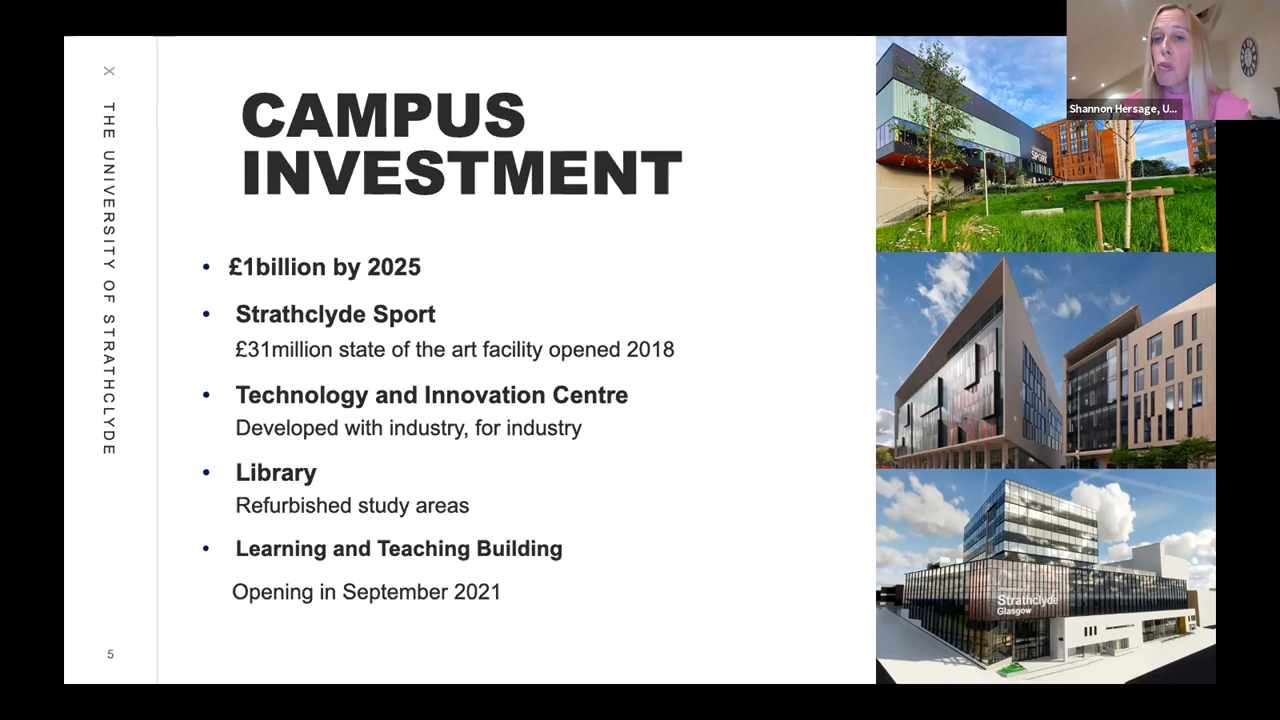 X
THE UNIVERSITY OF STRATHCLYDE
CAMPUS
INVESTMENT
• £1billion by 2025
• Strathclyde Sport
£31million state of the art facility opened 2018
• Technology and Innovation Centre
Developed with industry, for industry
• Library
Refurbished study areas
• Learning and Teaching Building
Opening in September 2021
5
Shannon Hersage, U...
SPORT
Strathclyde
Glasgow